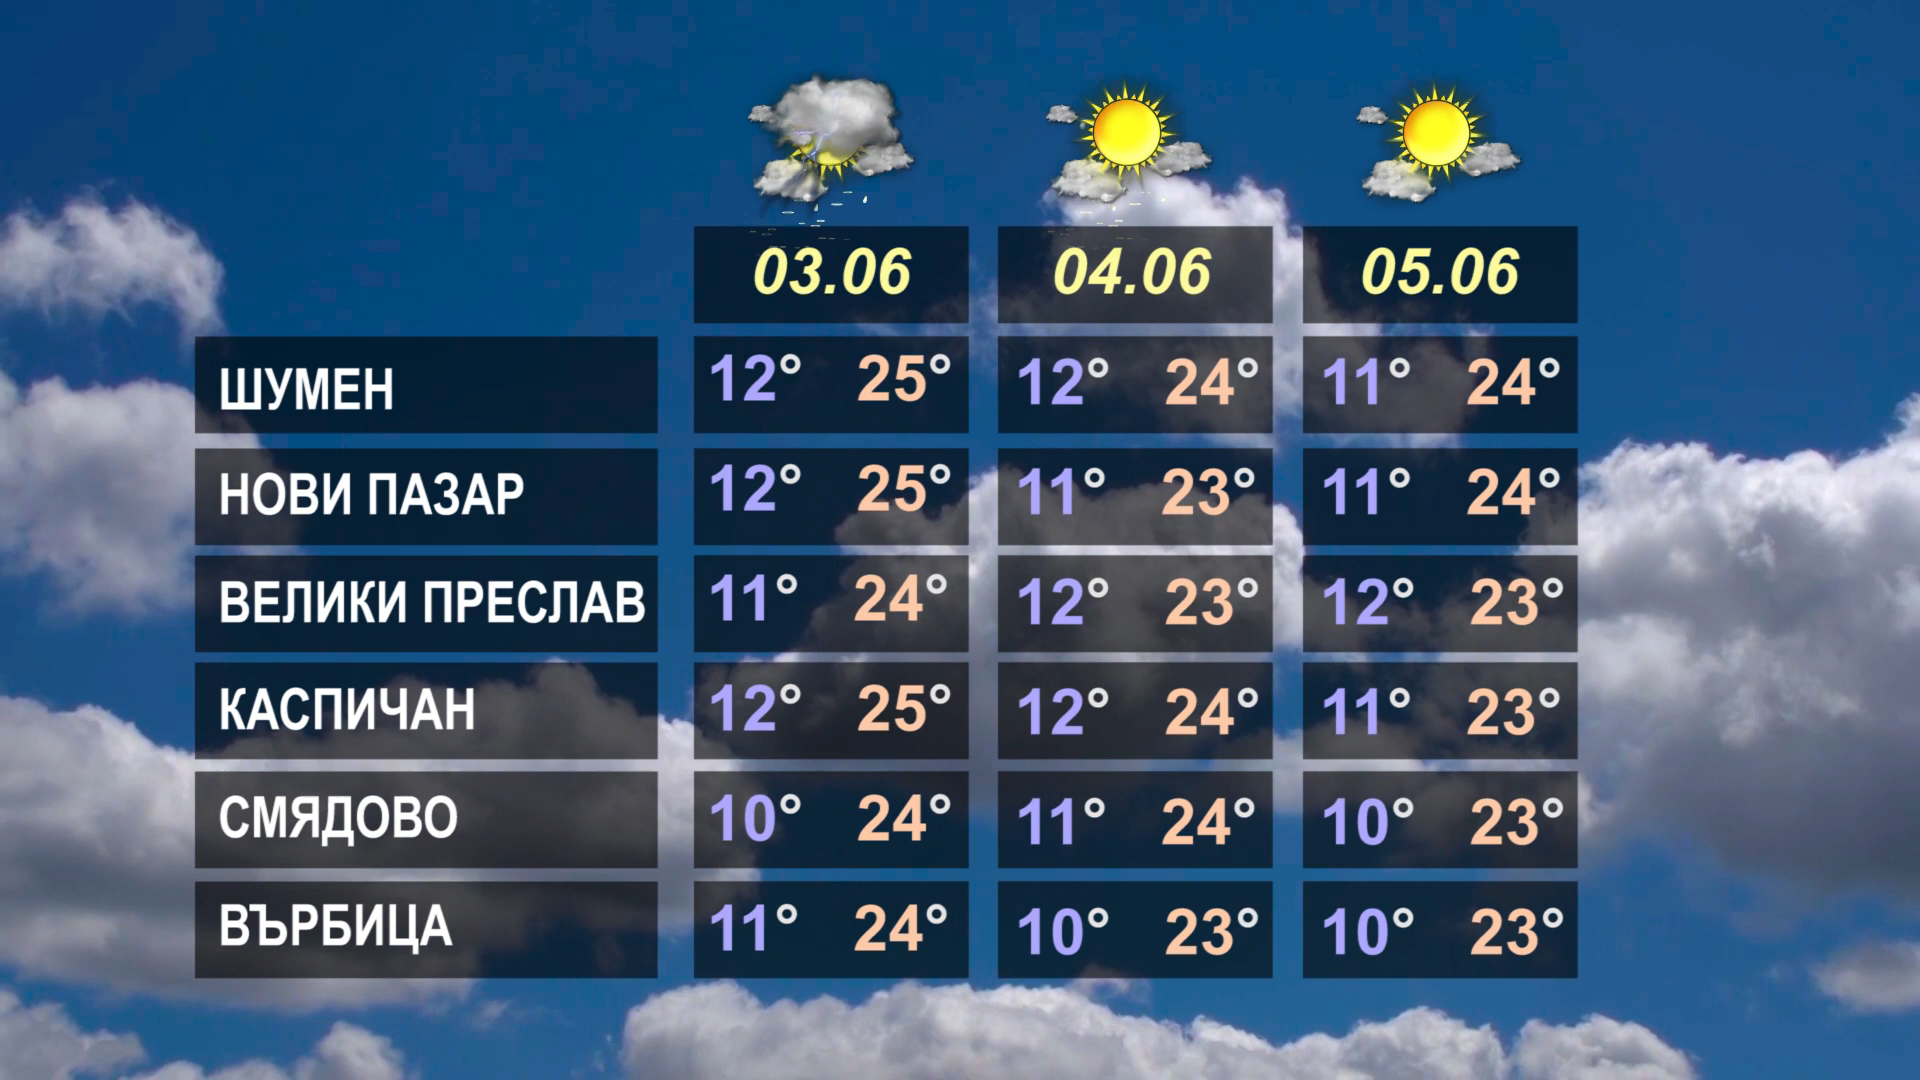 03.06 04.06 05.06
ШУМЕН 12° 25° 12° 24° 11° 24°
НОВИ ПАЗАР 12° 25° 11° 23° 11° 24°
ВЕЛИКИ ПРЕСЛАВ 11° 24° 12° 23° 12° 23°
КАСПИЧАН 12° 25° 12° 24° 11° 23°
СМЯДОВО 10° 24° 11° 24° 10° 23°
ВЪРБИЦА 11° 24° 10° 23° 10° 23°